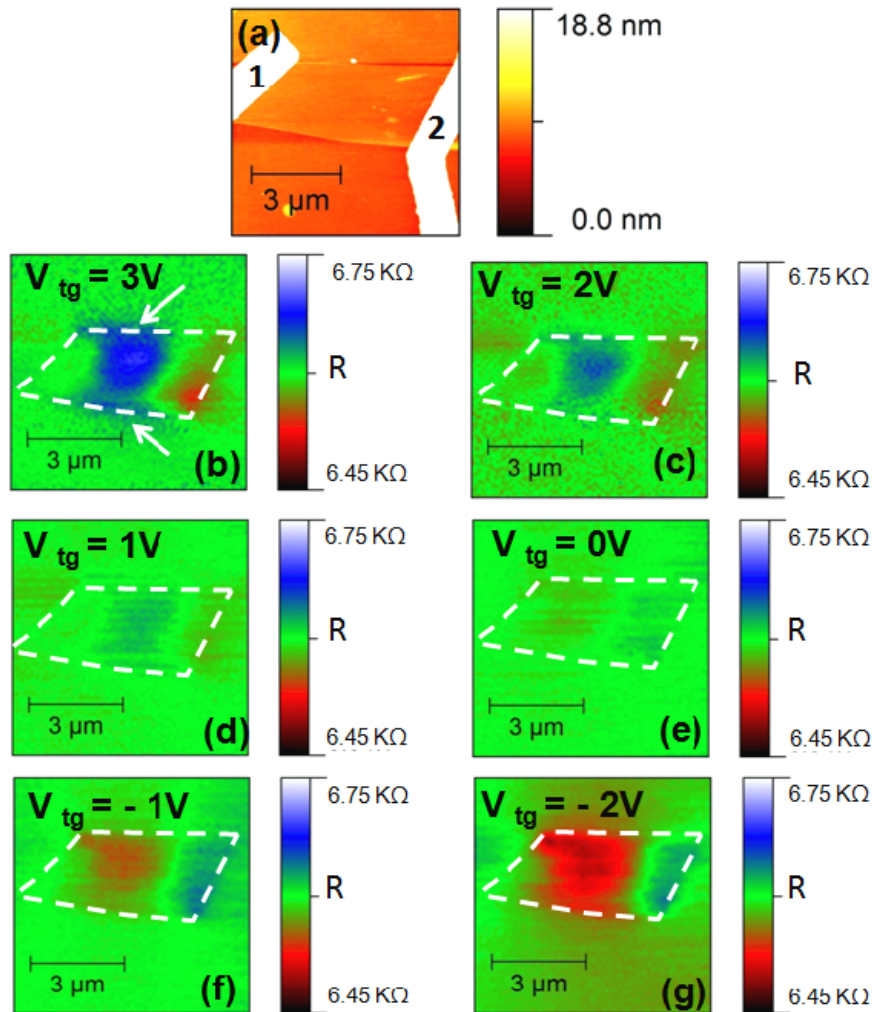 (a)
1
2
3 µm
18.8 nm
0.0 nm
V tg = 3V
3 µm
(b)
6.75 KΩ
R
6.45 KΩ
V tg = 2V
3 µm
(c)
6.75 KΩ
R
6.45 KΩ
V tg = 1V
3 µm
(d)
6.75 KΩ
R
6.45 KΩ
V tg = 0V
3 µm
(e)
6.75 KΩ
R
6.45 KΩ
V tg = - 1V
3 µm
(f)
6.75 KΩ
R
6.45 KΩ
V tg = - 2V
3 µm
(g)
6.75 KΩ
R
6.45 KΩ